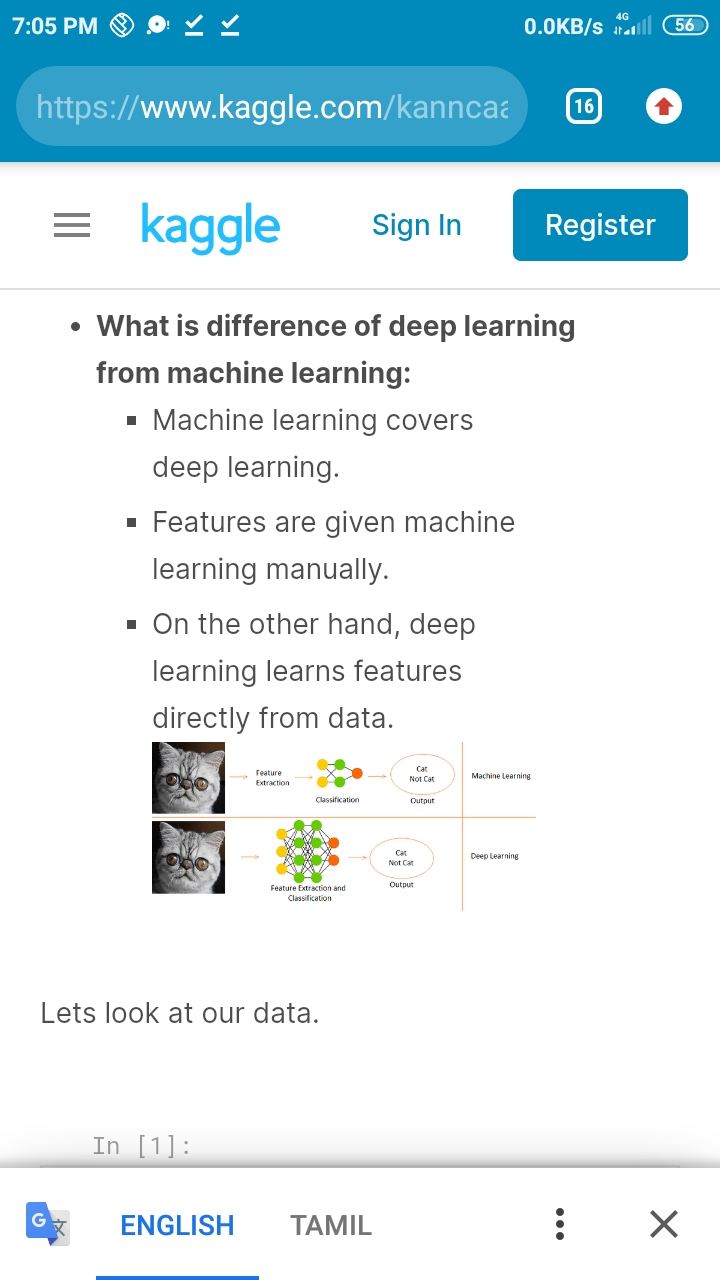 7:05 PM 0.0KB/s 4G 56
https://www.kaggle.com/kanncaa
16
kaggle Sign In Register
• What is difference of deep learning
from machine learning:
▪ Machine learning covers
deep learning.
▪ Features are given machine
learning manually.
▪ On the other hand, deep
learning learns features
directly from data.
Feature
Extraction
Classification
Cat
Not Cat
Output
Machine Learning
Feature Extraction and
Classification
Cat
Not Cat
Output
Deep Learning
Lets look at our data.
In [1]:
G 文 ENGLISH TAMIL